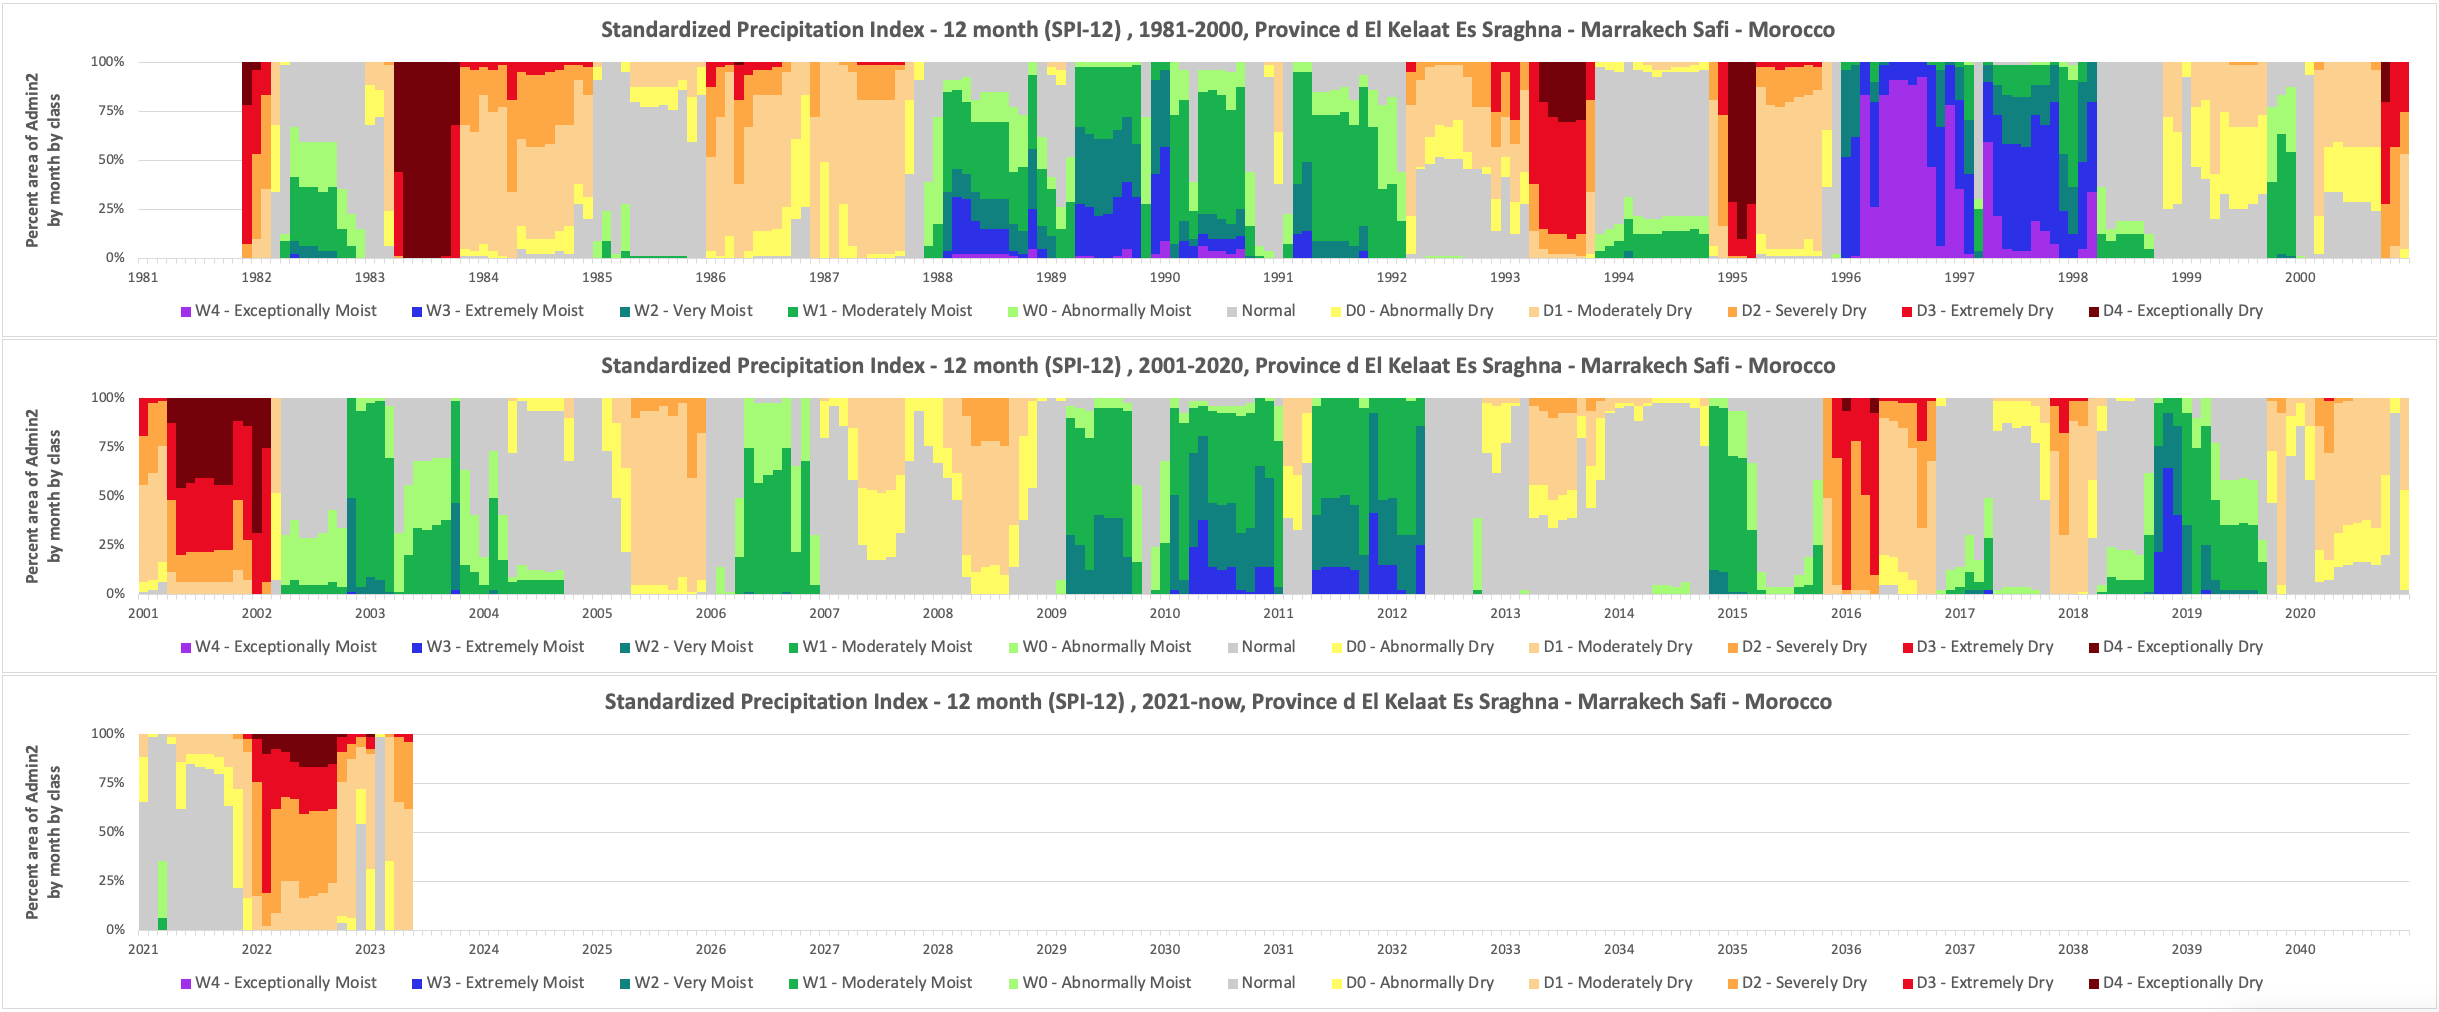 Standardized Precipitation Index - 12 month (SPI-12) , 1981-2000, Province d El Kelaat Es Sraghna - Marrakech Safi - Morocco
Percent area of Admin2
by month by class
100%
75%
50%
25%
0%
1981 1982 1983 1984 1985 1986 1987 1988 1989 1990 1991 1992 1993 1994 1995 1996 1997 1998 1999 2000
W4 - Exceptionally Moist W3 - Extremely Moist W2 - Very Moist W1 - Moderately Moist W0 - Abnormally Moist Normal D0 - Abnormally Dry D1 - Moderately Dry D2 - Severely Dry D3 - Extremely Dry D4 - Exceptionally Dry
Standardized Precipitation Index - 12 month (SPI-12) , 2001-2020, Province d El Kelaat Es Sraghna - Marrakech Safi - Morocco
Percent area of Admin2
by month by class
100%
75%
50%
25%
0%
2001 2002 2003 2004 2005 2006 2007 2008 2009 2010 2011 2012 2013 2014 2015 2016 2017 2018 2019 2020
W4 - Exceptionally Moist W3 - Extremely Moist W2 - Very Moist W1 - Moderately Moist W0 - Abnormally Moist Normal D0 - Abnormally Dry D1 - Moderately Dry D2 - Severely Dry D3 - Extremely Dry D4 - Exceptionally Dry
Standardized Precipitation Index - 12 month (SPI-12) , 2021-now, Province d El Kelaat Es Sraghna - Marrakech Safi - Morocco
Percent area of Admin2
by month by class
100%
75%
50%
25%
0%
2021 2022 2023 2024 2025 2026 2027 2028 2029 2030 2031 2032 2033 2034 2035 2036 2037 2038 2039 2040
W4 - Exceptionally Moist W3 - Extremely Moist W2 - Very Moist W1 - Moderately Moist W0 - Abnormally Moist Normal D0 - Abnormally Dry D1 - Moderately Dry D2 - Severely Dry D3 - Extremely Dry D4 - Exceptionally Dry